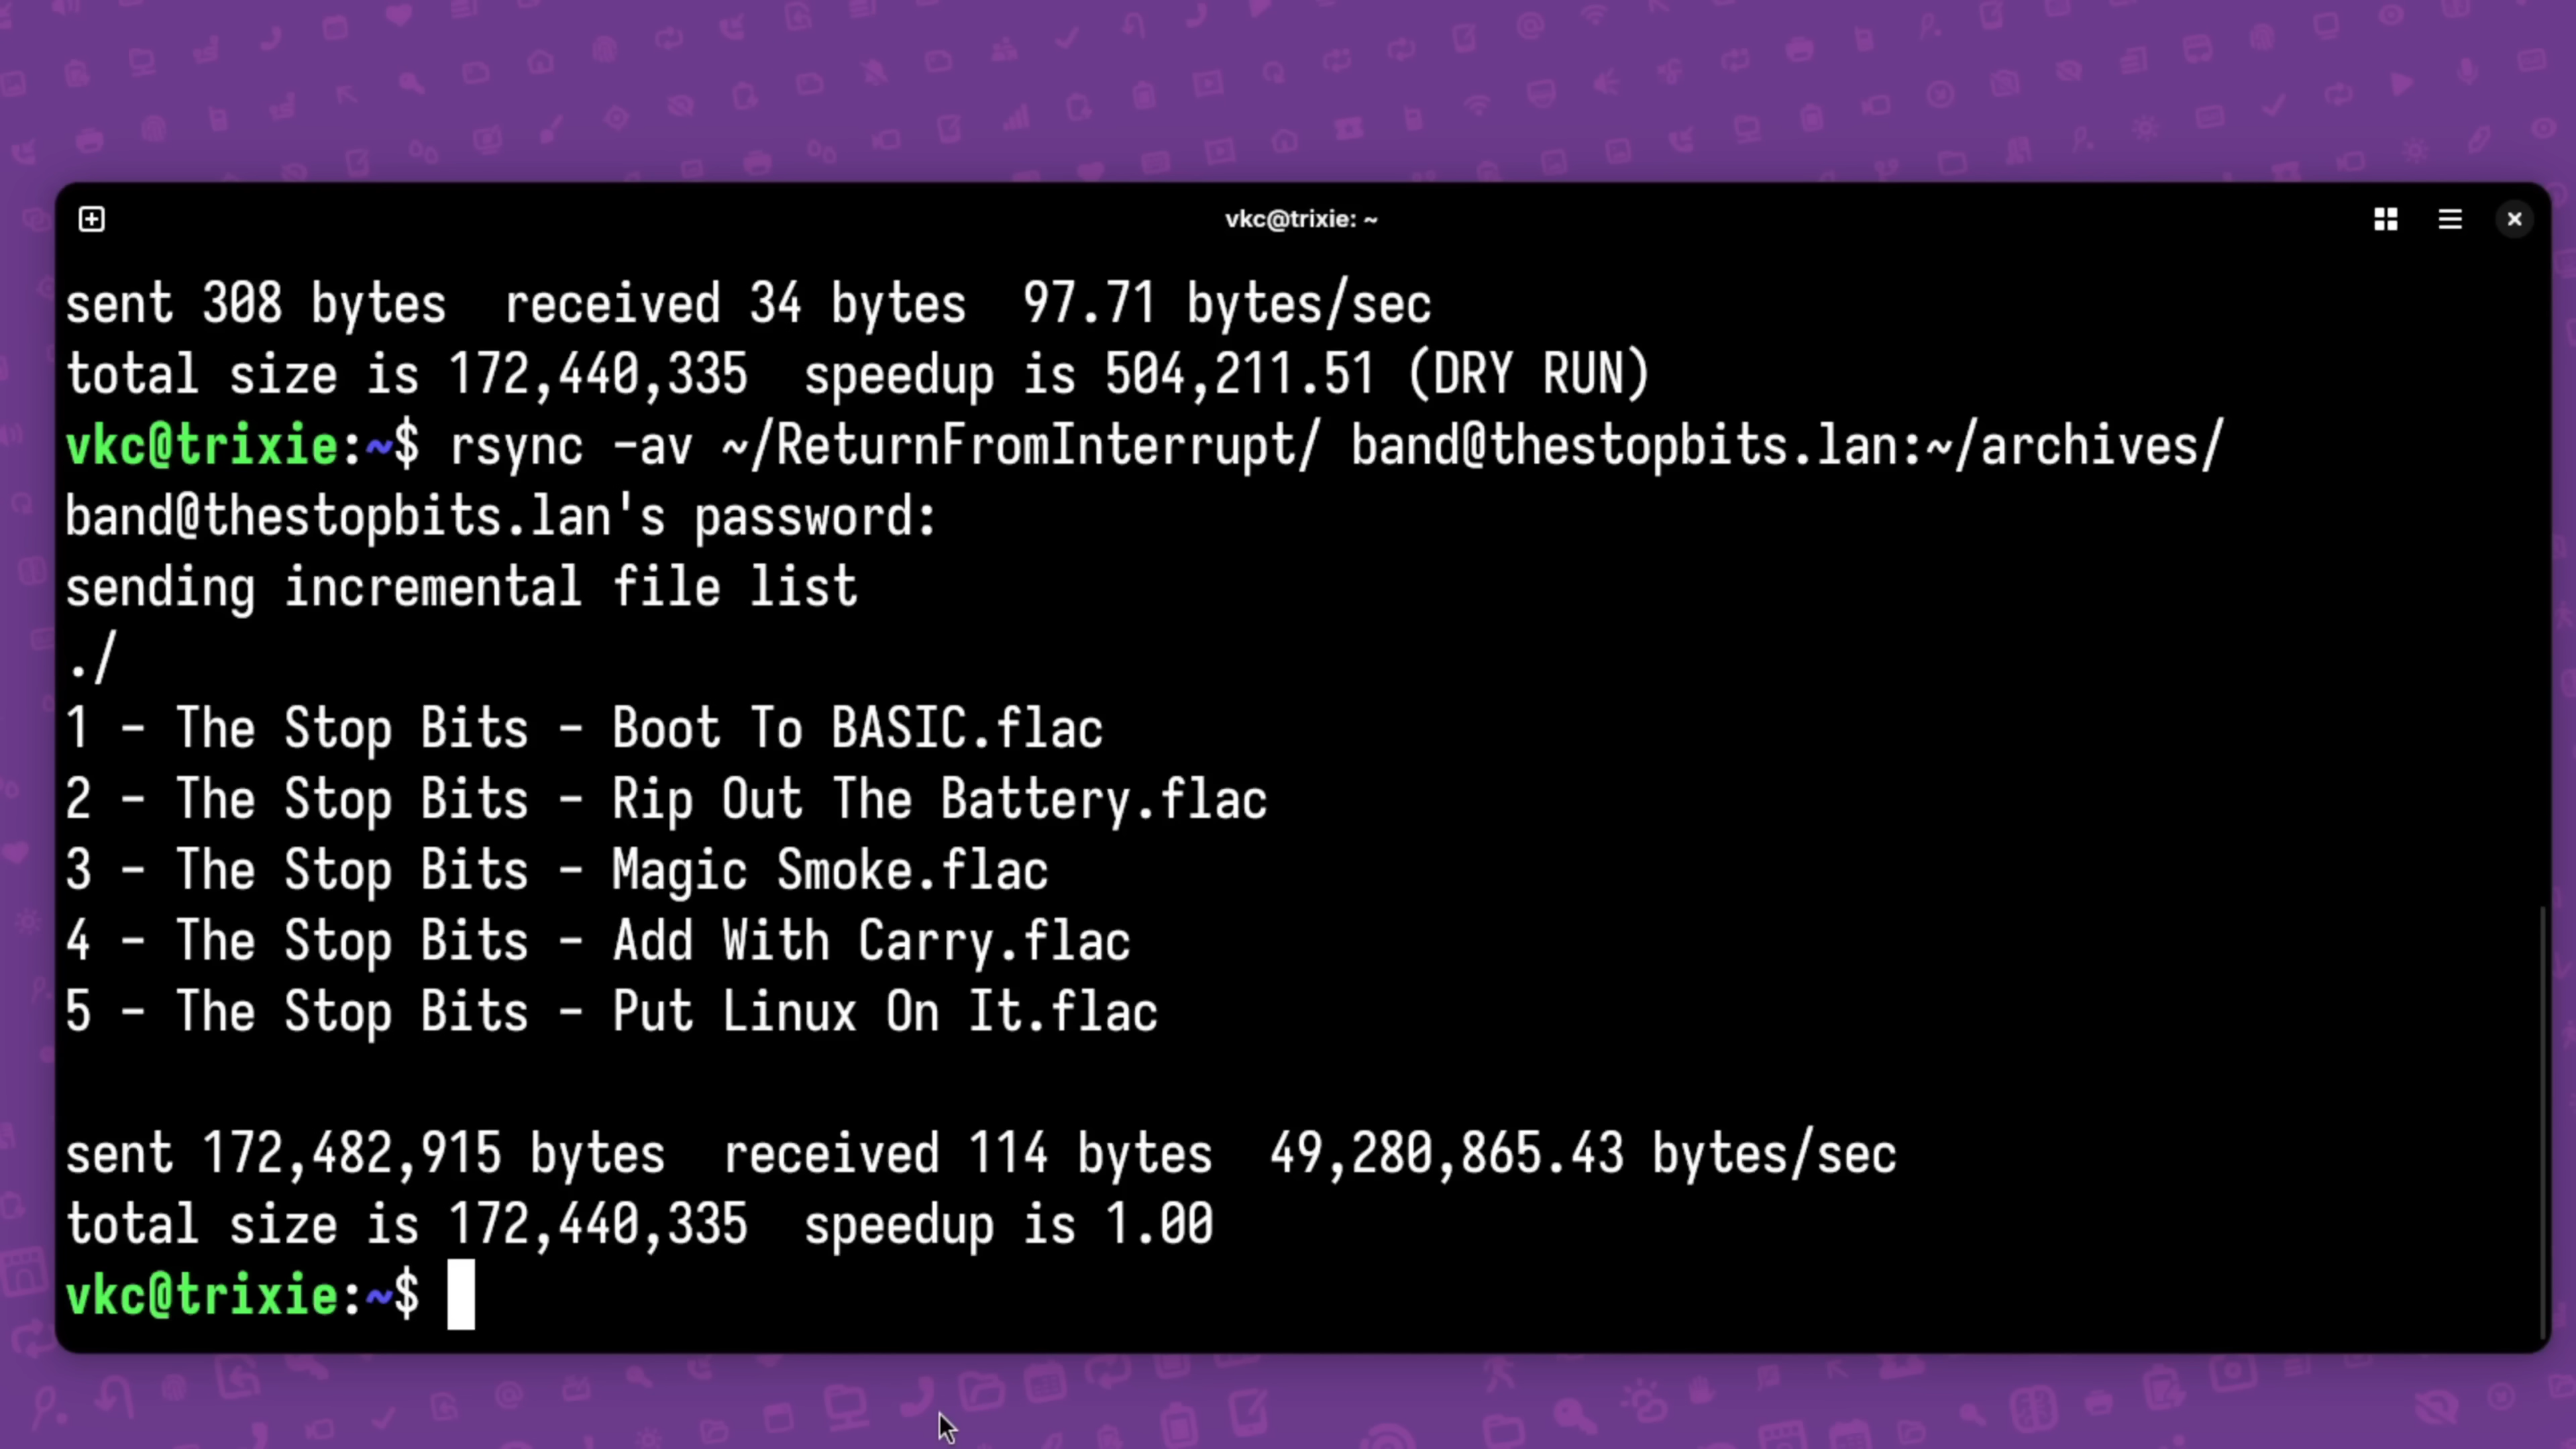 vkc@trixie: ~
sent 308 bytes  received 34 bytes  97.71 bytes/sec
total size is 172,440,335  speedup is 504,211.51 (DRY RUN)
vkc@trixie:~$ rsync -av ~/ReturnFromInterrupt/ band@thestopbits.lan:~/archives/
band@thestopbits.lan's password:
sending incremental file list
./
1 - The Stop Bits - Boot To BASIC.flac
2 - The Stop Bits - Rip Out The Battery.flac
3 - The Stop Bits - Magic Smoke.flac
4 - The Stop Bits - Add With Carry.flac
5 - The Stop Bits - Put Linux On It.flac
sent 172,482,915 bytes  received 114 bytes  49,280,865.43 bytes/sec
total size is 172,440,335  speedup is 1.00
vkc@trixie:~$